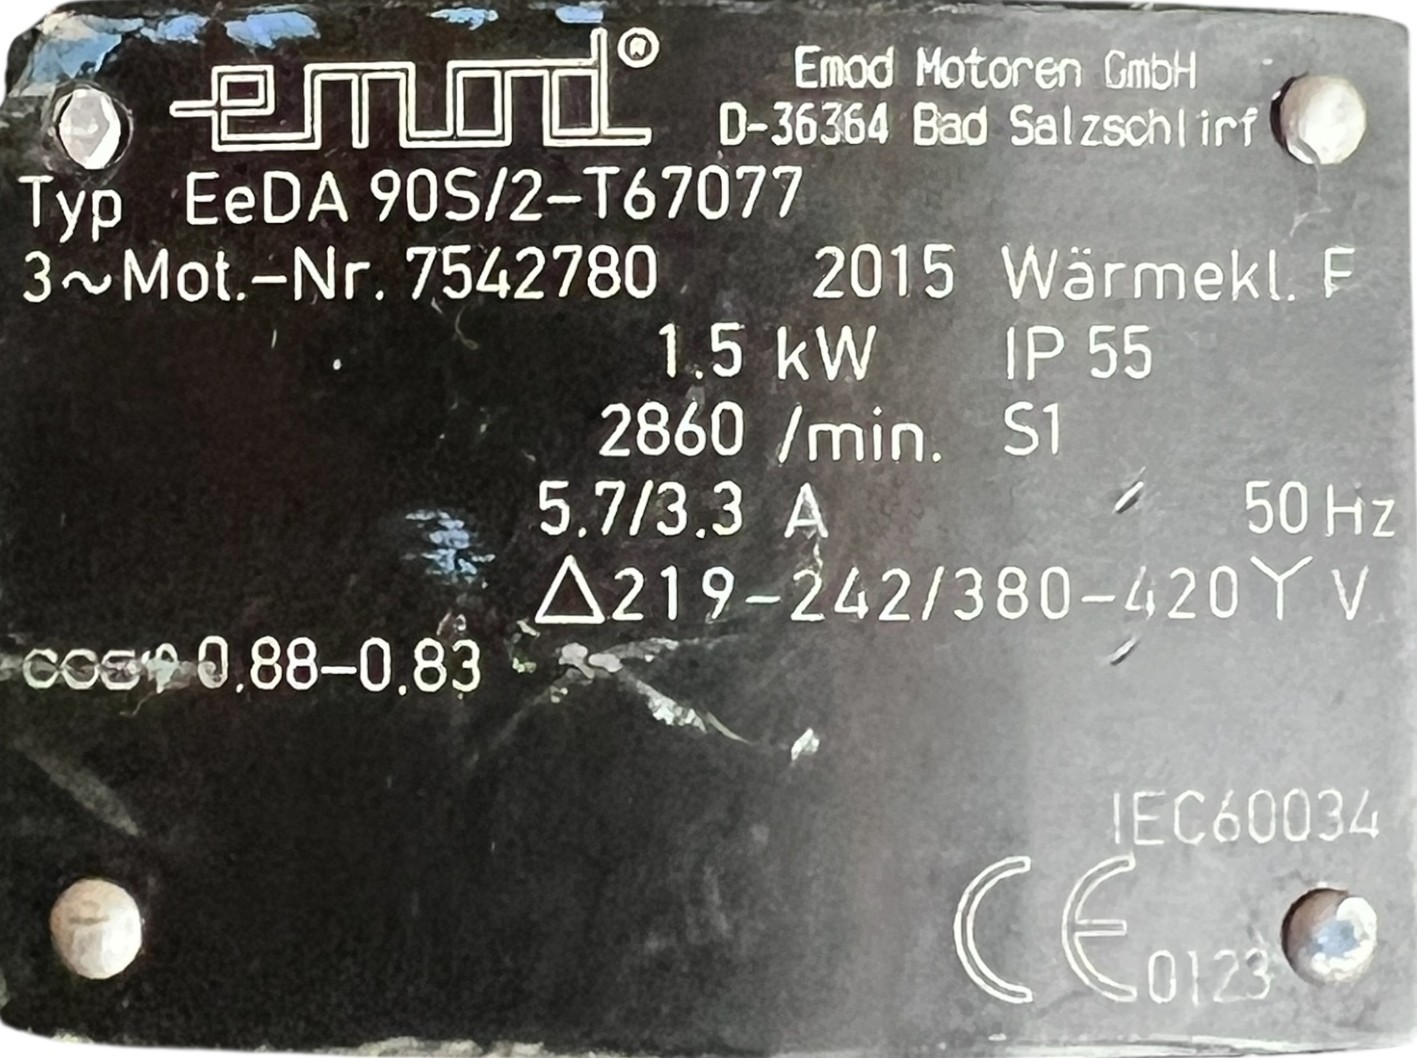 emod®
Emod Motoren GmbH
D-36364 Bad Salzschlirf
Typ EeDA 90S/2-T67077
3~Mot.-Nr. 7542780 2015 Wärmekl. F
1.5 kW IP 55
2860 /min. S1
5.7/3.3 A 50 Hz
△219-242/380-420Y V
cosφ 0.88-0.83
IEC60034
CE 0123